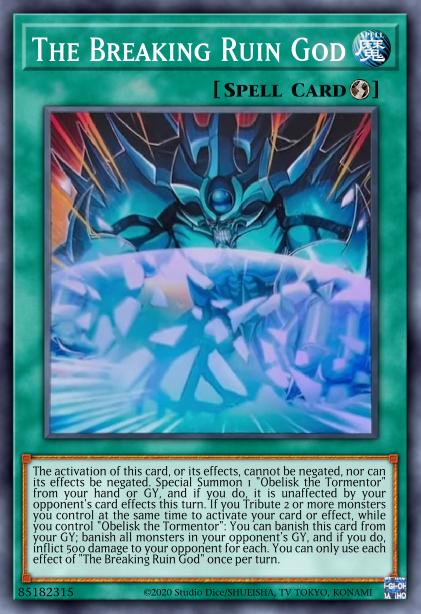 The Breaking Ruin God
SPELL
魔
[Spell Card]
The activation of this card, or its effects, cannot be negated, nor can
its effects be negated. Special Summon 1 "Obelisk the Tormentor"
from your hand or GY, and if you do, it is unaffected by your
opponent's card effects this turn. If you Tribute 2 or more monsters
you control at the same time to activate your card or effect, while
you control "Obelisk the Tormentor": You can banish this card from
your GY; banish all monsters in your opponent's GY, and if you do,
inflict 500 damage to your opponent for each. You can only use each
effect of "The Breaking Ruin God" once per turn.
85182315 ©2020 Studio Dice/SHUEISHA, TV TOKYO, KONAMI